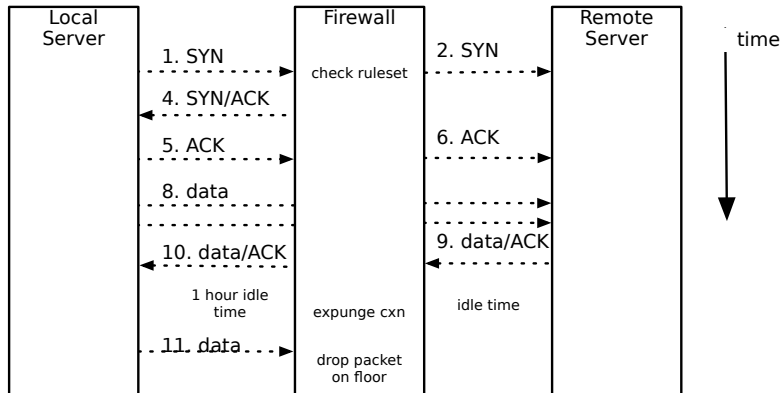 Local
Server
Firewall
Remote
Server
time
1. SYN
2. SYN
check ruleset
4. SYN/ACK
5. ACK
6. ACK
8. data
9. data/ACK
10. data/ACK
1 hour idle
time
expunge cxn
idle time
11. data
drop packet
on floor